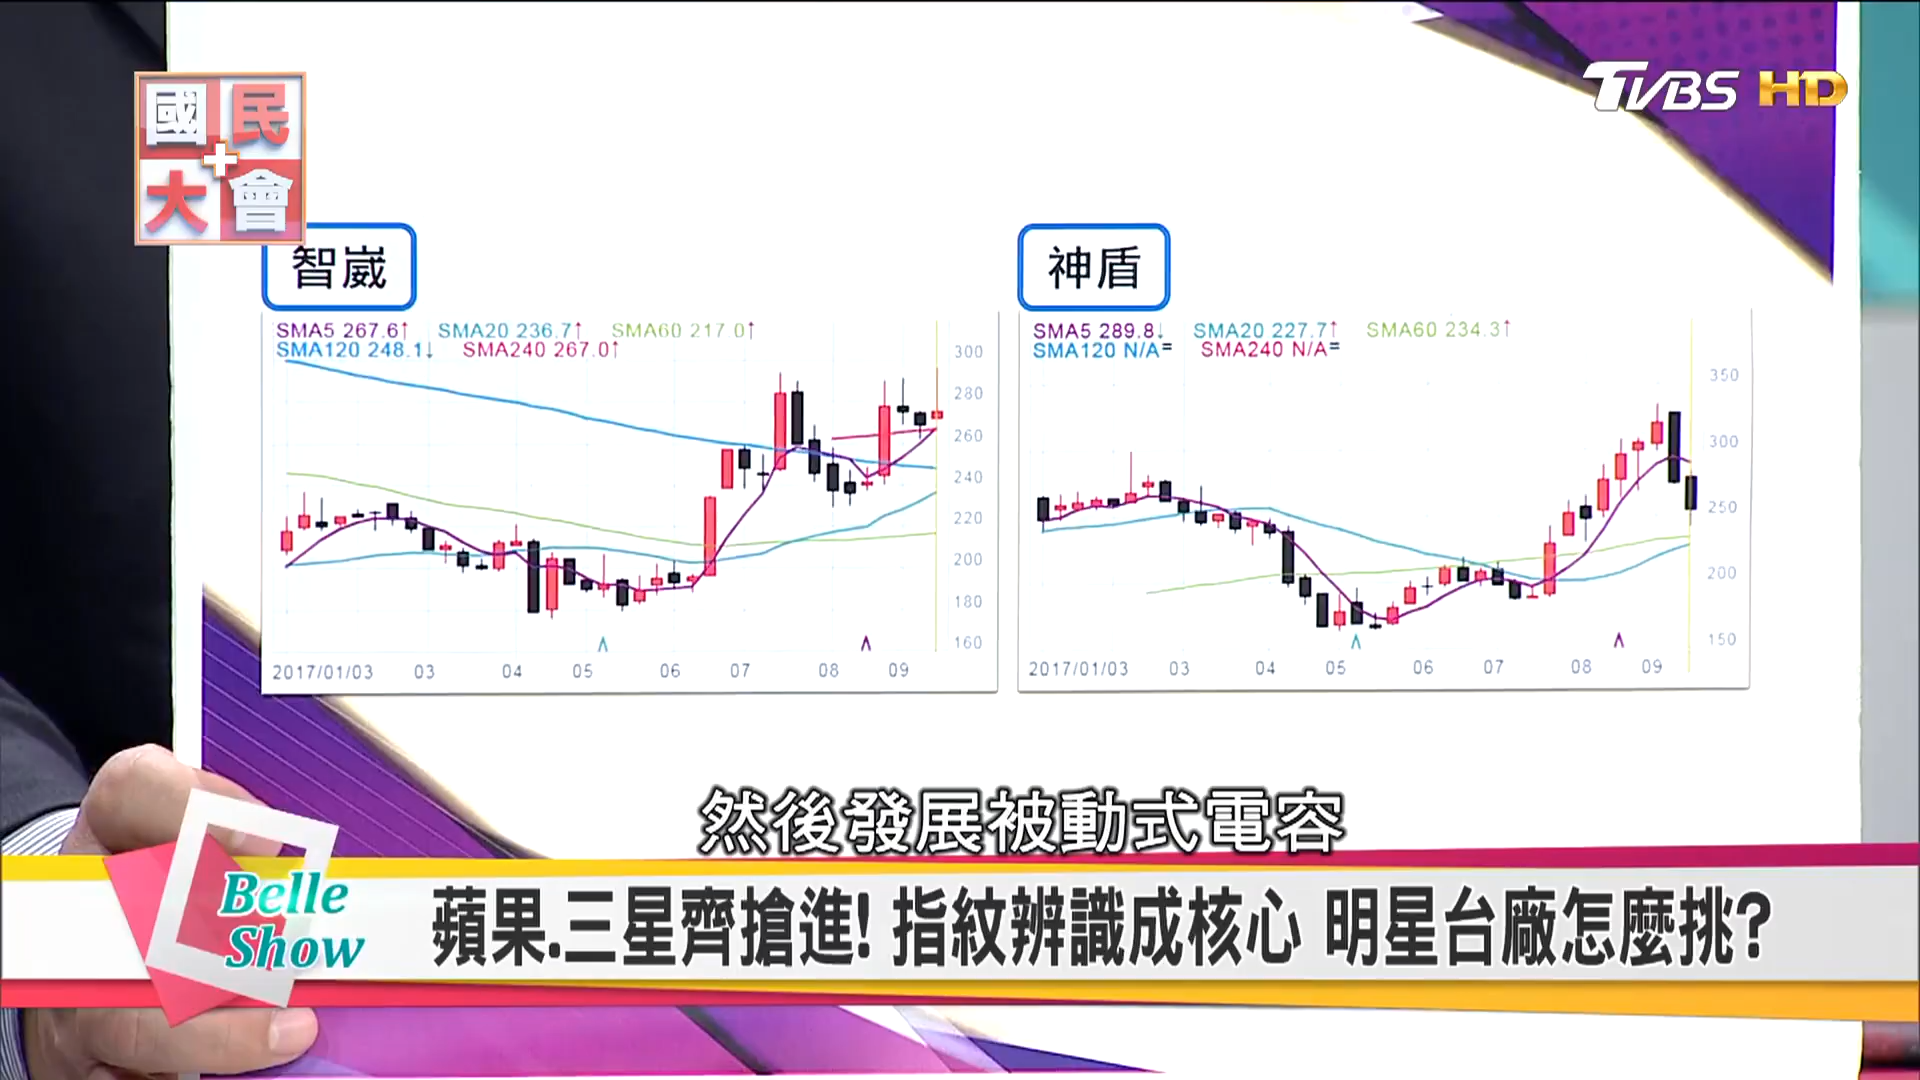 國民
大會
TVBS HD
智崴
SMA5 267.6↑ SMA20 236.7↑ SMA60 217.0↑
SMA120 248.1↓ SMA240 267.0↑
300
280
260
240
220
200
180
160
2017/01/03 03 04 05 06 07 08 09
神盾
SMA5 289.8↓ SMA20 227.7↑ SMA60 234.3↑
SMA120 N/A= SMA240 N/A=
350
300
250
200
150
2017/01/03 03 04 05 06 07 08 09
然後發展被動式電容
Belle
Show
蘋果.三星齊搶進! 指紋辨識成核心 明星台廠怎麼挑?